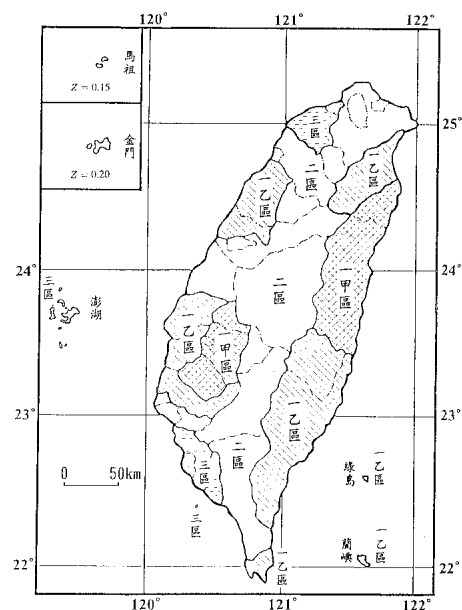 120°
121°
122°
馬祖
Z = 0.15
金門
Z = 0.20
25°
25°
三區
二區
一乙區
一乙區
24°
24°
三區
澎湖
二區
一甲區
一乙區
一甲區
23°
23°
一乙區
0 50km
三區
二區
綠島
一乙區
三區
蘭嶼
一乙區
22°
22°
一乙區
120°
121°
122°